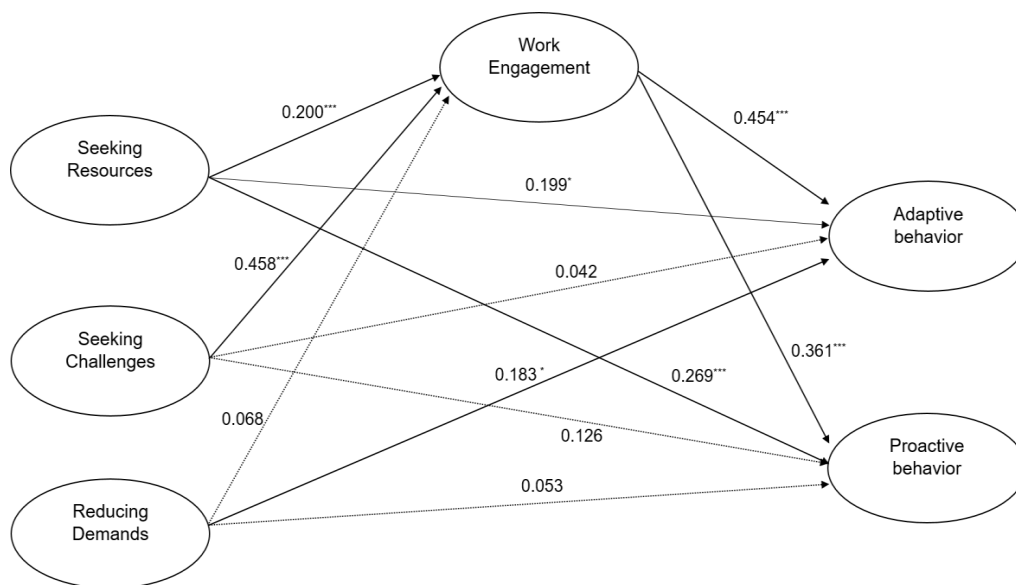 Work
Engagement
0.200***
0.454***
Seeking
Resources
0.199*
Adaptive
behavior
0.458***
0.042
Seeking
Challenges
0.361***
0.183*
0.269***
0.068
0.126
Proactive
behavior
0.053
Reducing
Demands